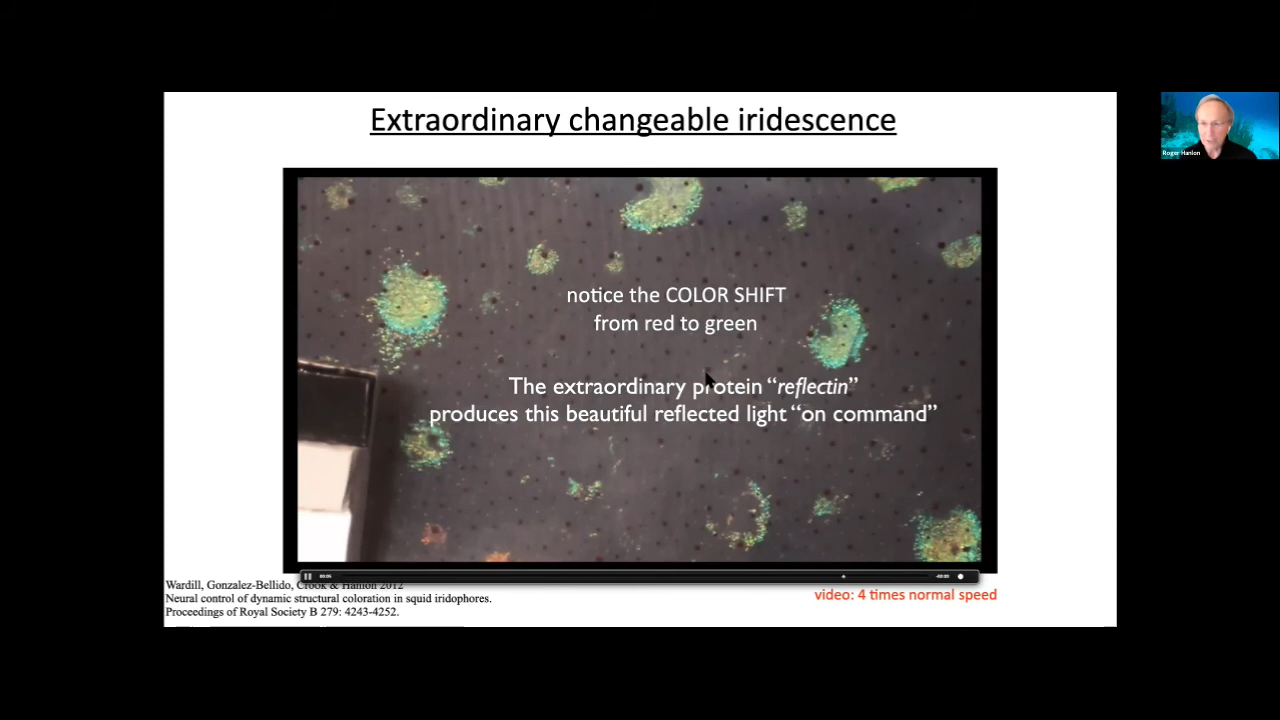 Extraordinary changeable iridescence
Roger Hanlon
notice the COLOR SHIFT
from red to green
The extraordinary protein “reflectin”
produces this beautiful reflected light “on command”
Wardill, Gonzalez-Bellido, Crook & Hanlon 2012
Neural control of dynamic structural coloration in squid iridophores.
Proceedings of Royal Society B 279: 4243-4252.
video: 4 times normal speed